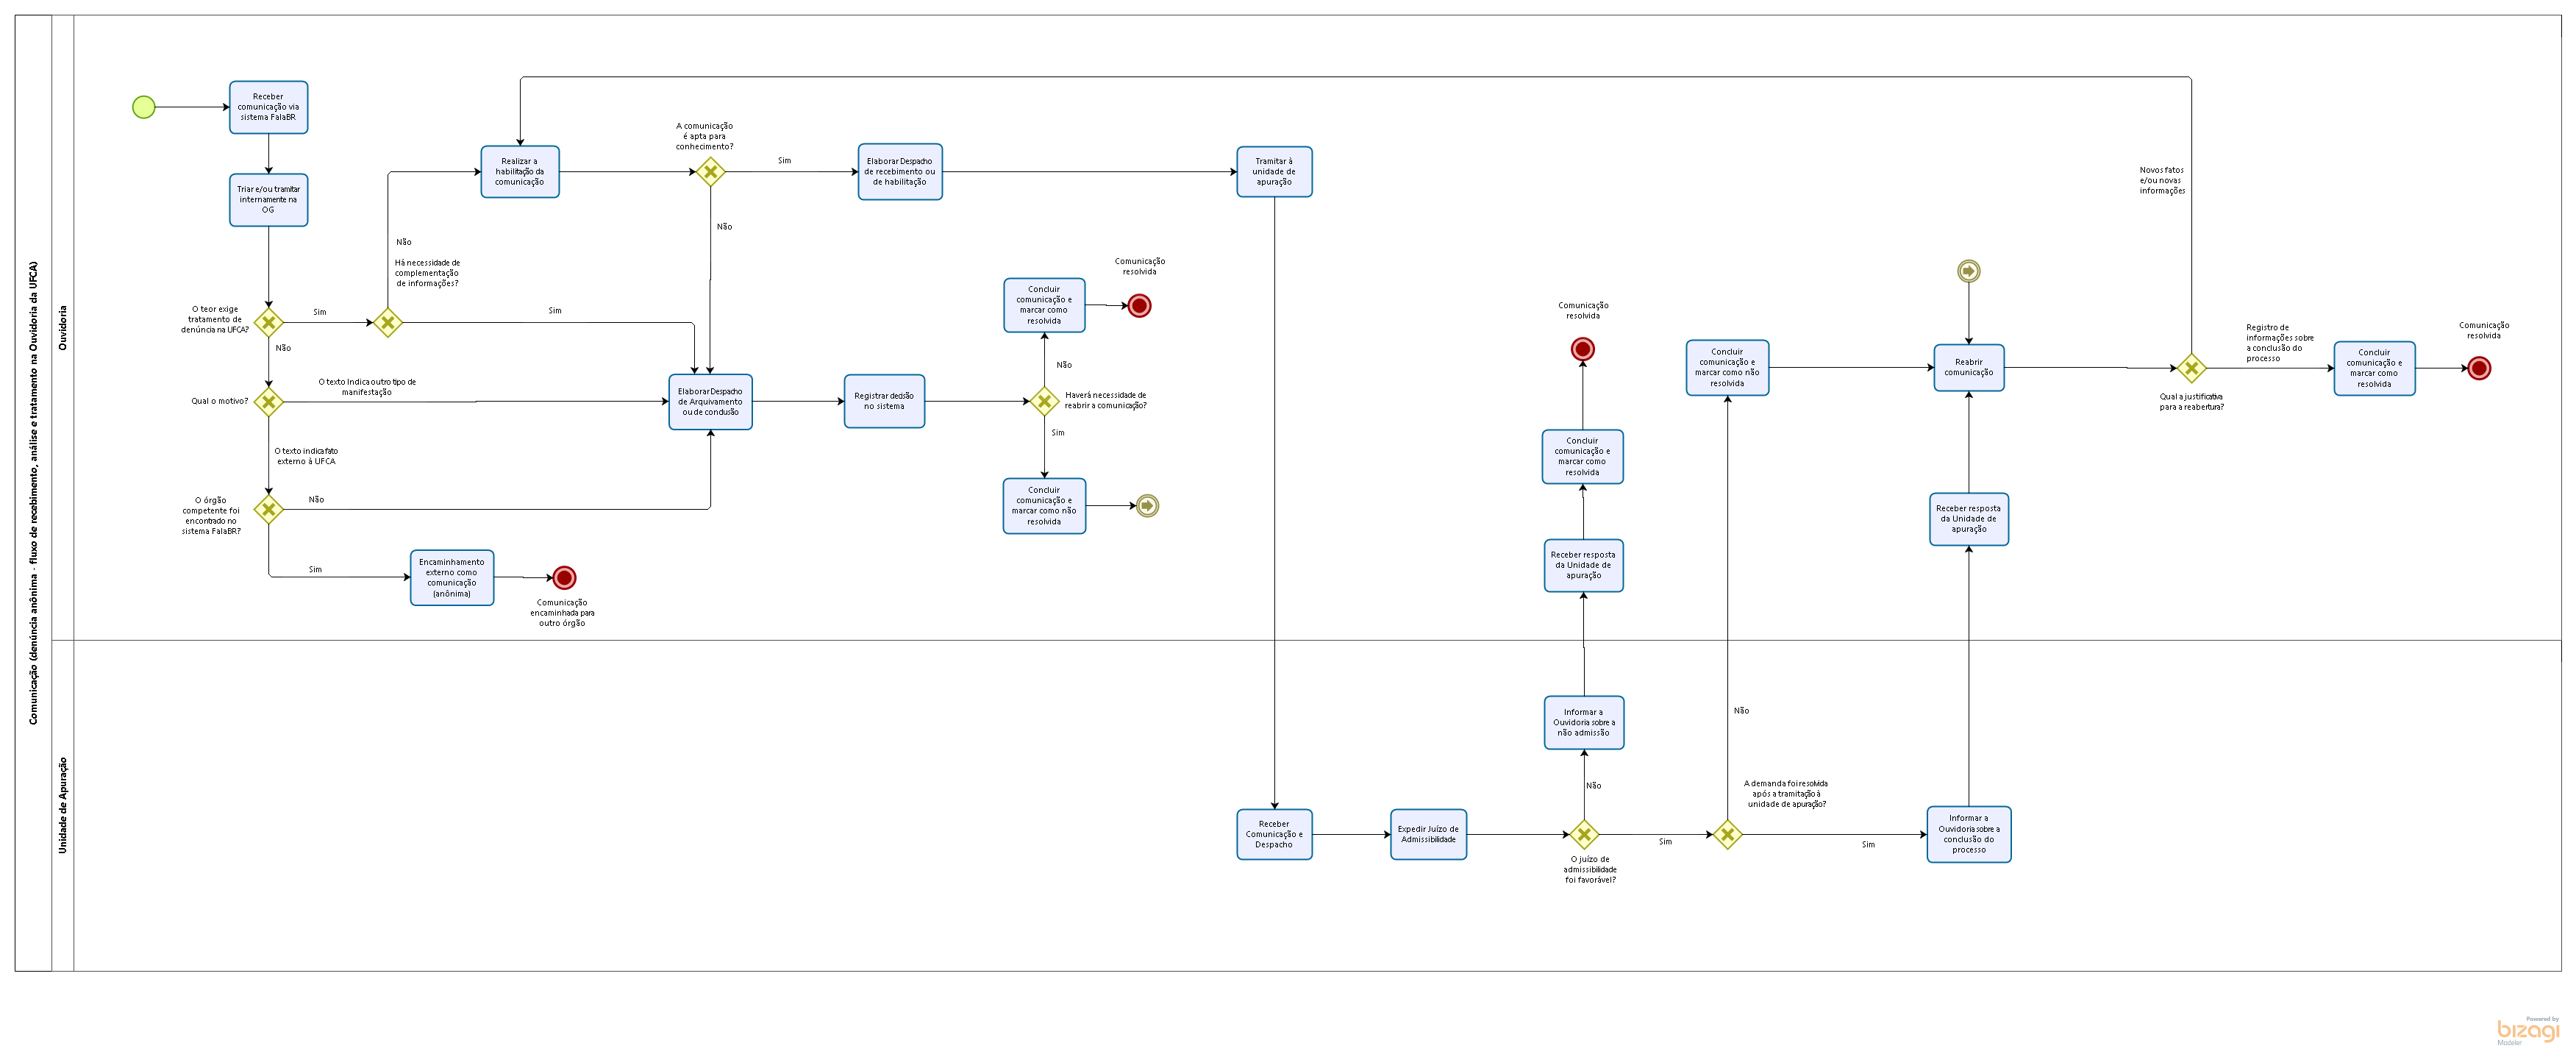 Comunicação (denúncia anônima - fluxo de recebimento, análise e tratamento na Ouvidoria da UFCA)
Ouvidoria
Receber
comunicação via
sistema FalaBR
Triar e/ou tramitar
internamente na
OG
O teor exige
tratamento de
denúncia na UFCA?
Sim
Não
Há necessidade de
complementação
de informações?
Não
Sim
Qual o motivo?
O texto Indica outro tipo de
manifestação
O texto indica fato
externo à UFCA
O órgão
competente foi
encontrado no
sistema FalaBR?
Não
Sim
Encaminhamento
externo como
comunicação
(anônima)
Comunicação
encaminhada para
outro órgão
Realizar a
habilitação da
comunicação
A comunicação
é apta para
conhecimento?
Sim
Não
Elaborar Despacho
de recebimento ou
de habilitação
Tramitar à
unidade de
apuração
Elaborar Despacho
de Arquivamento
ou de condusão
Registrar decisão
no sistema
Haverá necessidade de
reabrir a comunicação?
Não
Sim
Concluir
comunicação e
marcar como
resolvida
Comunicação
resolvida
Concluir
comunicação e
marcar como não
resolvida
Comunicação
resolvida
Concluir
comunicação e
marcar como
resolvida
Receber resposta
da Unidade de
apuração
Concluir
comunicação e
marcar como não
resolvida
Reabrir
comunicação
Receber resposta
da Unidade de
apuração
Novos fatos
e/ou novas
informações
Qual a justificativa
para a reabertura?
Registro de
informações sobre
a conclusão do
processo
Concluir
comunicação e
marcar como
resolvida
Comunicação
resolvida
Unidade de Apuração
Receber
Comunicação e
Despacho
Expedir Juízo de
Admissibilidade
O juízo de
admissibilidade
foi favorável?
Não
Sim
Informar a
Ouvidoria sobre a
não admissão
A demanda foi resolvida
após a tramitação à
unidade de apuração?
Não
Sim
Informar a
Ouvidoria sobre a
conclusão do
processo
Powered by
bizagi
Modeler